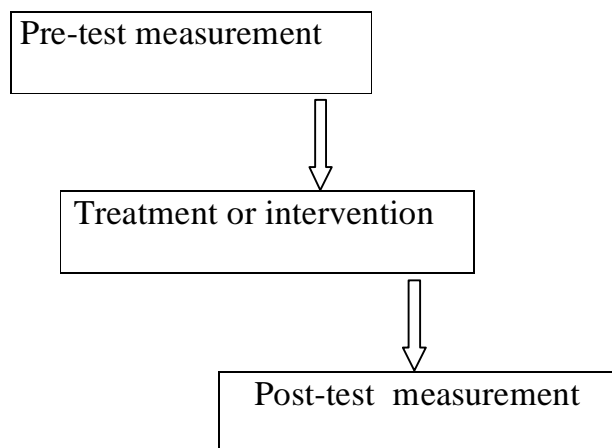 Pre-test measurement
Treatment or intervention
Post-test measurement